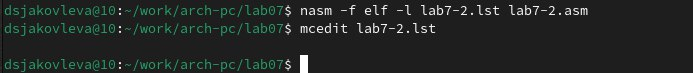 dsjakovleva@10:~/work/arch-pc/lab07$ nasm -f elf -l lab7-2.lst lab7-2.asm
dsjakovleva@10:~/work/arch-pc/lab07$ mcedit lab7-2.lst
dsjakovleva@10:~/work/arch-pc/lab07$